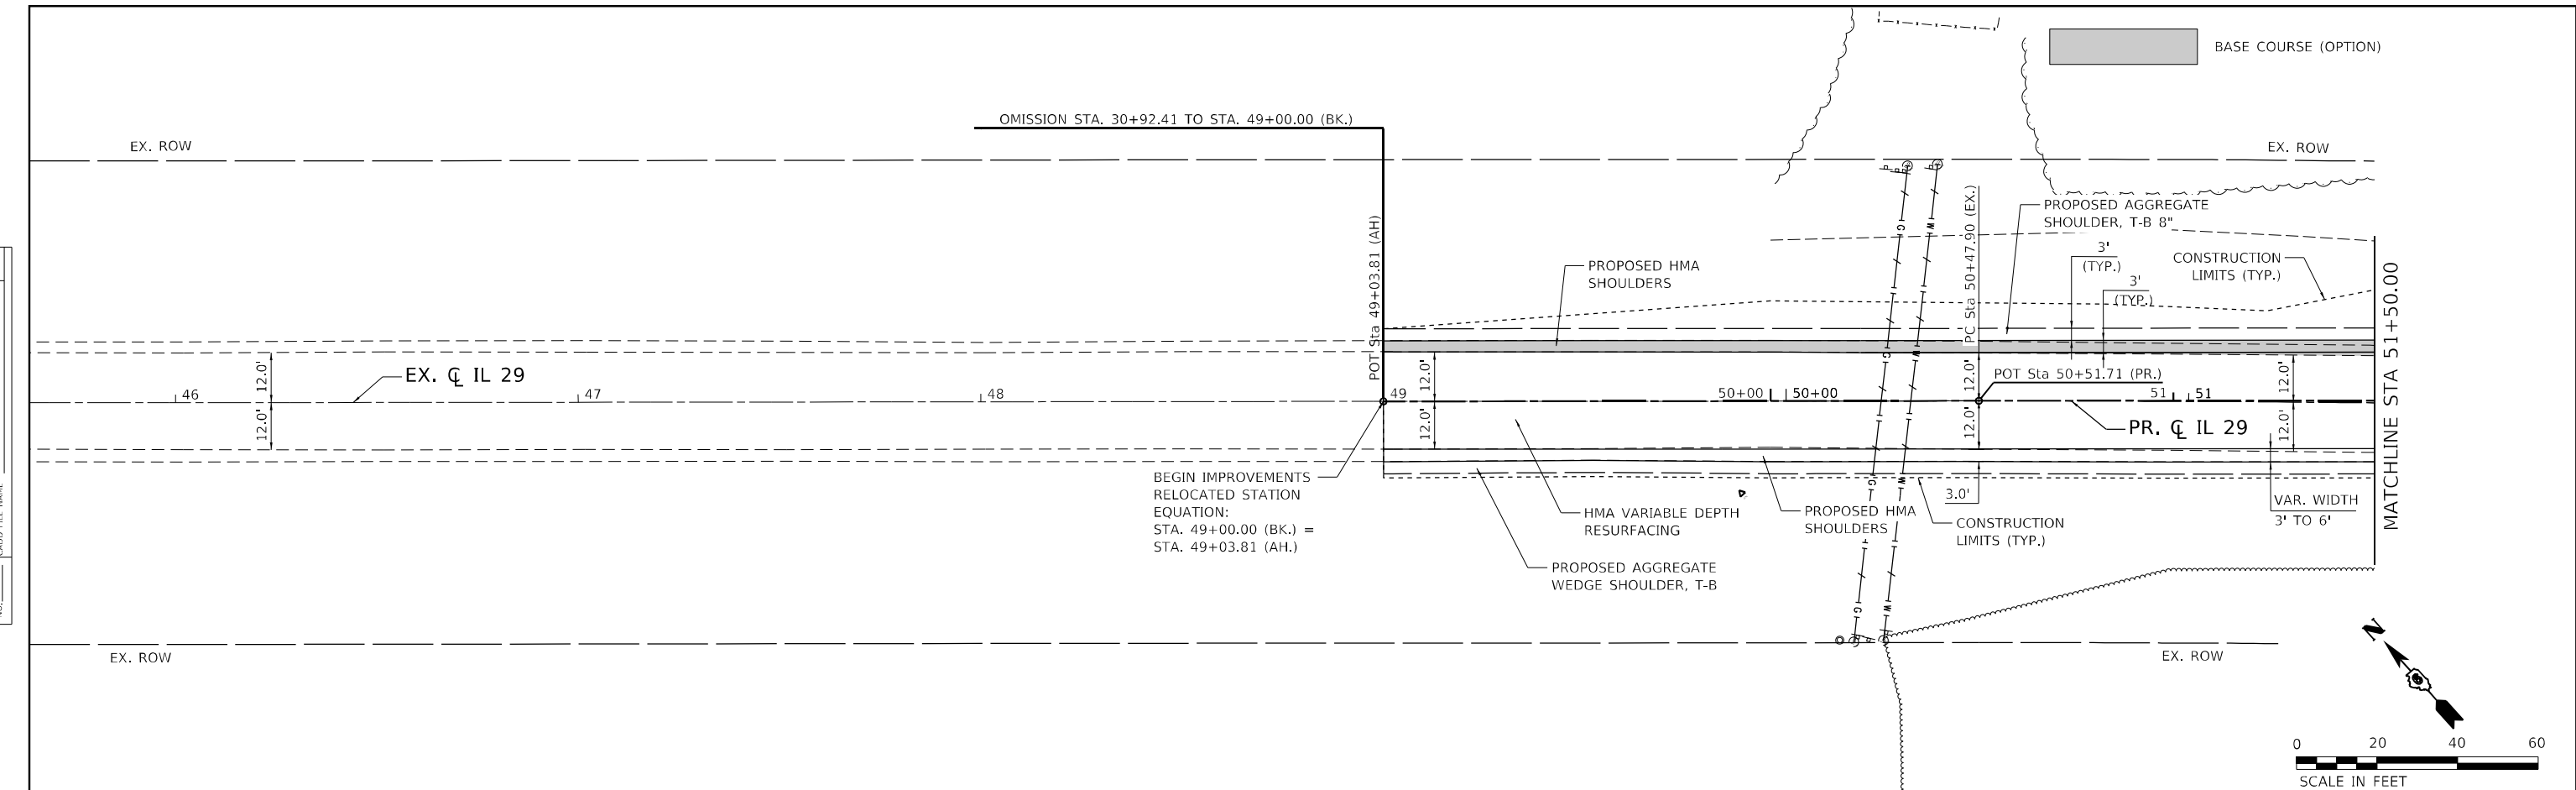 BASE COURSE (OPTION)
OMISSION STA. 30+92.41 TO STA. 49+00.00 (BK.)
EX. ROW
EX. ROW
POT Sta 49+03.81 (AH)
PC Sta 50+47.90 (EX.)
PROPOSED AGGREGATE
SHOULDER, T-B 8"
3'
(TYP.)
3'
(TYP.)
CONSTRUCTION
LIMITS (TYP.)
PROPOSED HMA
SHOULDERS
MATCHLINE STA 51+50.00
EX. ℄ IL 29
12.0'
12.0'
12.0'
12.0'
12.0'
12.0'
12.0'
12.0'
46
47
48
49
50+00
50+00
POT Sta 50+51.71 (PR.)
51
51
PR. ℄ IL 29
G
W
G
W
G
W
G
W
G
W
BEGIN IMPROVEMENTS
RELOCATED STATION
EQUATION:
STA. 49+00.00 (BK.) =
STA. 49+03.81 (AH.)
HMA VARIABLE DEPTH
RESURFACING
PROPOSED HMA
SHOULDERS
3.0'
CONSTRUCTION
LIMITS (TYP.)
VAR. WIDTH
3' TO 6'
PROPOSED AGGREGATE
WEDGE SHOULDER, T-B
EX. ROW
EX. ROW
N
0 20 40 60
SCALE IN FEET